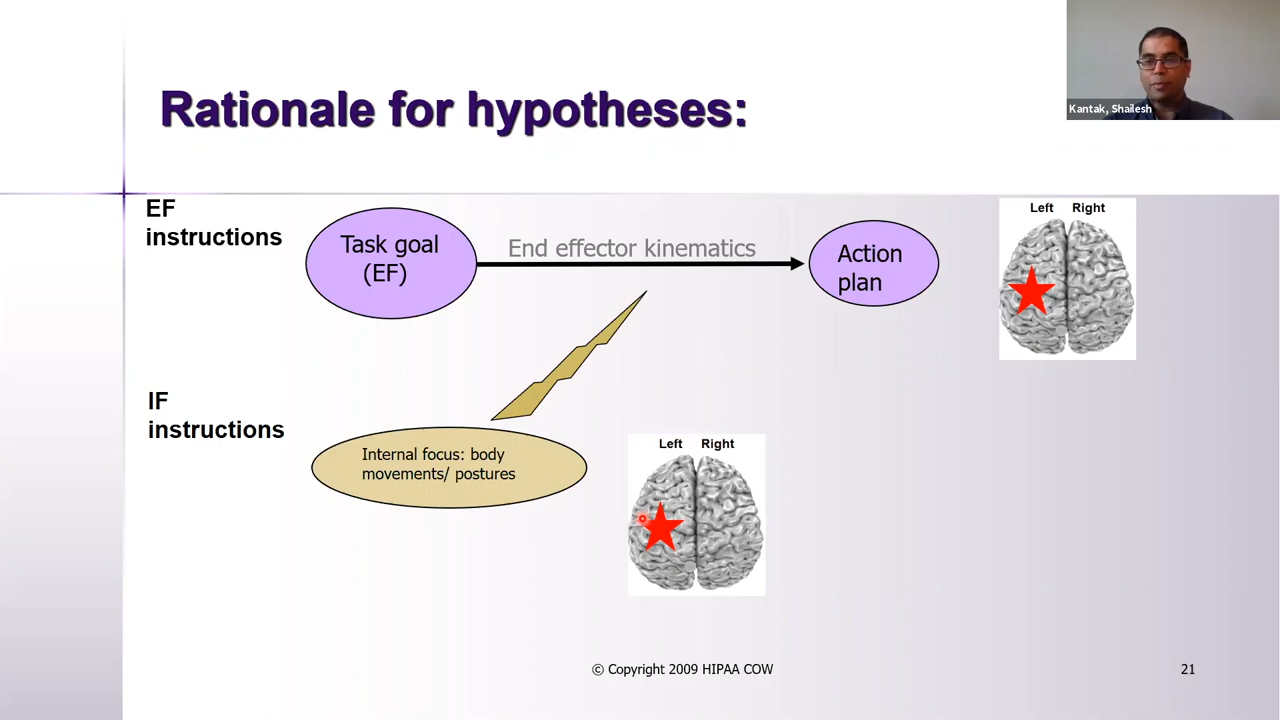 Rationale for hypotheses:
Kantak, Shailesh
EF
instructions
Task goal
(EF)
End effector kinematics
Action
plan
Left Right
IF
instructions
Internal focus: body
movements/ postures
Left Right
© Copyright 2009 HIPAA COW
21